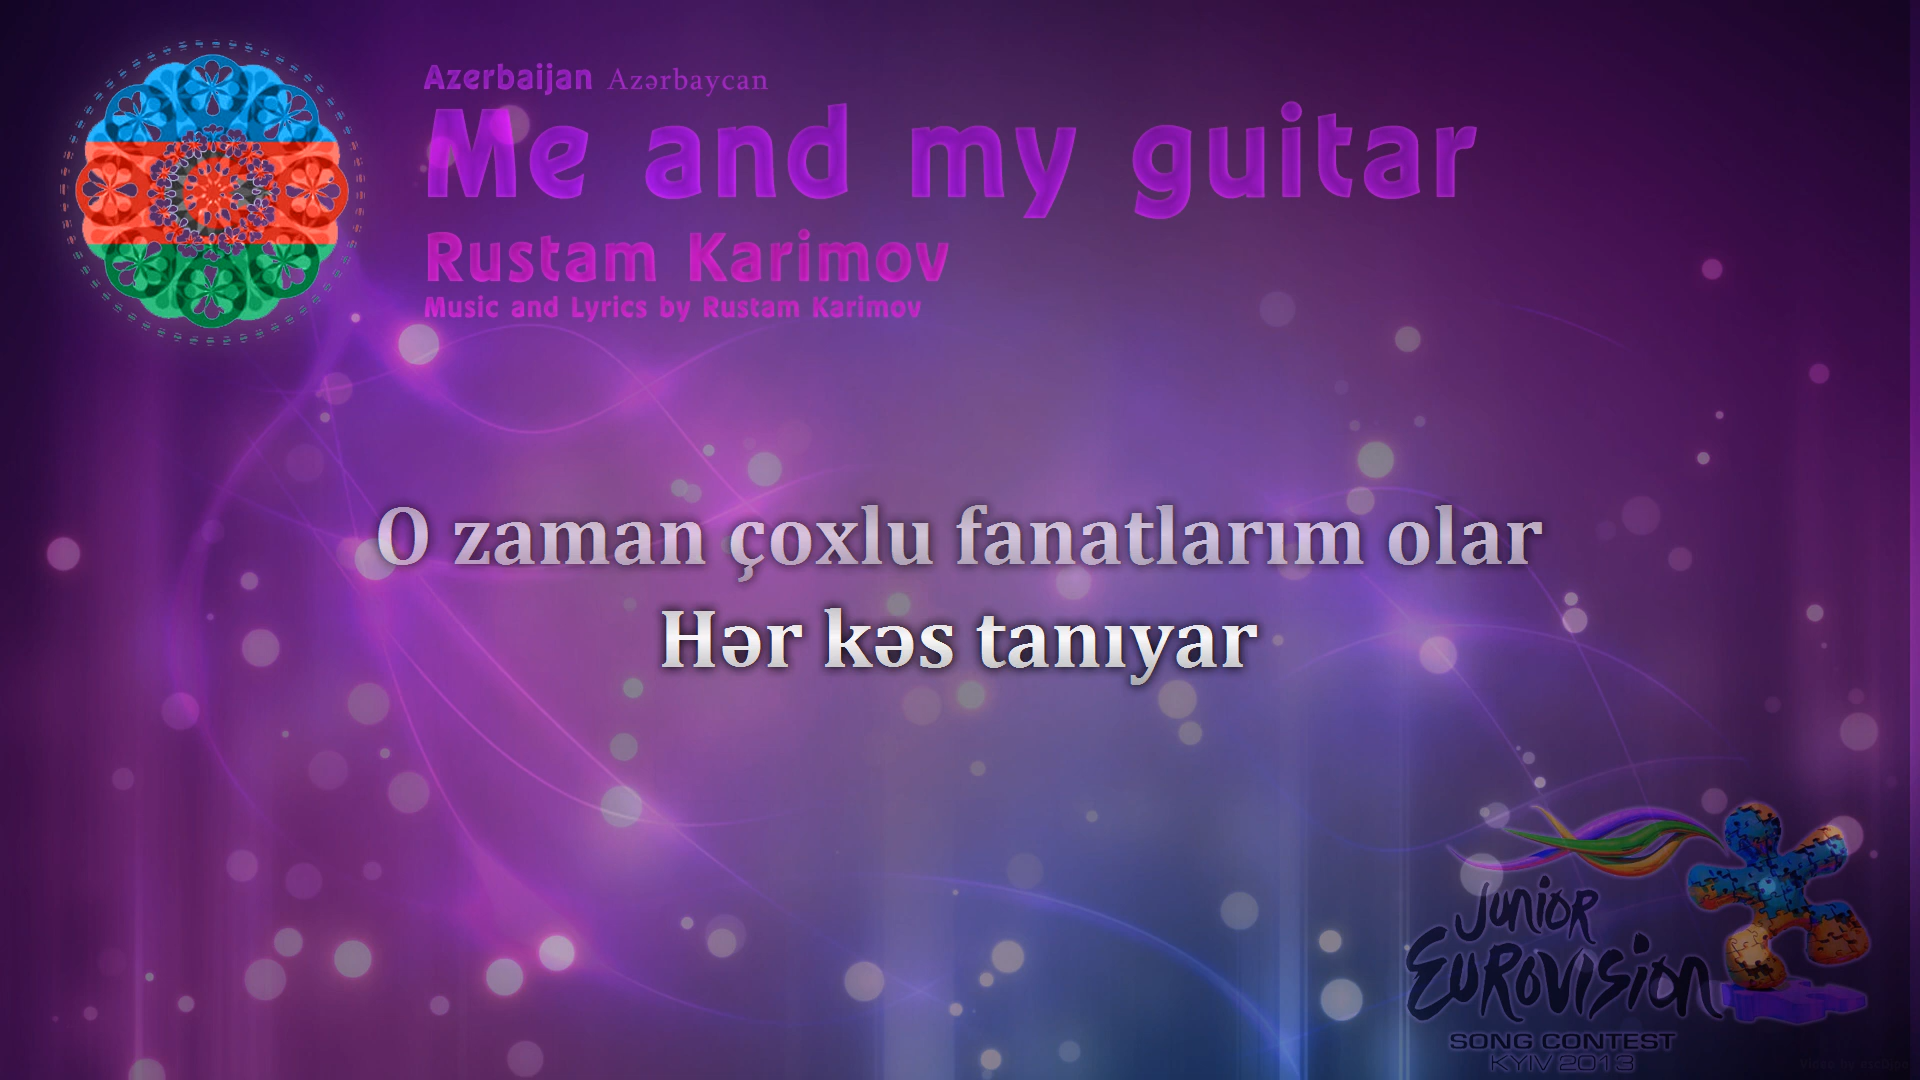 Azerbaijan Azərbaycan
Me and my guitar
Rustam Karimov
Music and Lyrics by Rustam Karimov
O zaman çoxlu fanatlarım olar
Hər kəs tanıyar
Junior
Eurovision
SONG CONTEST
KYIV 2013